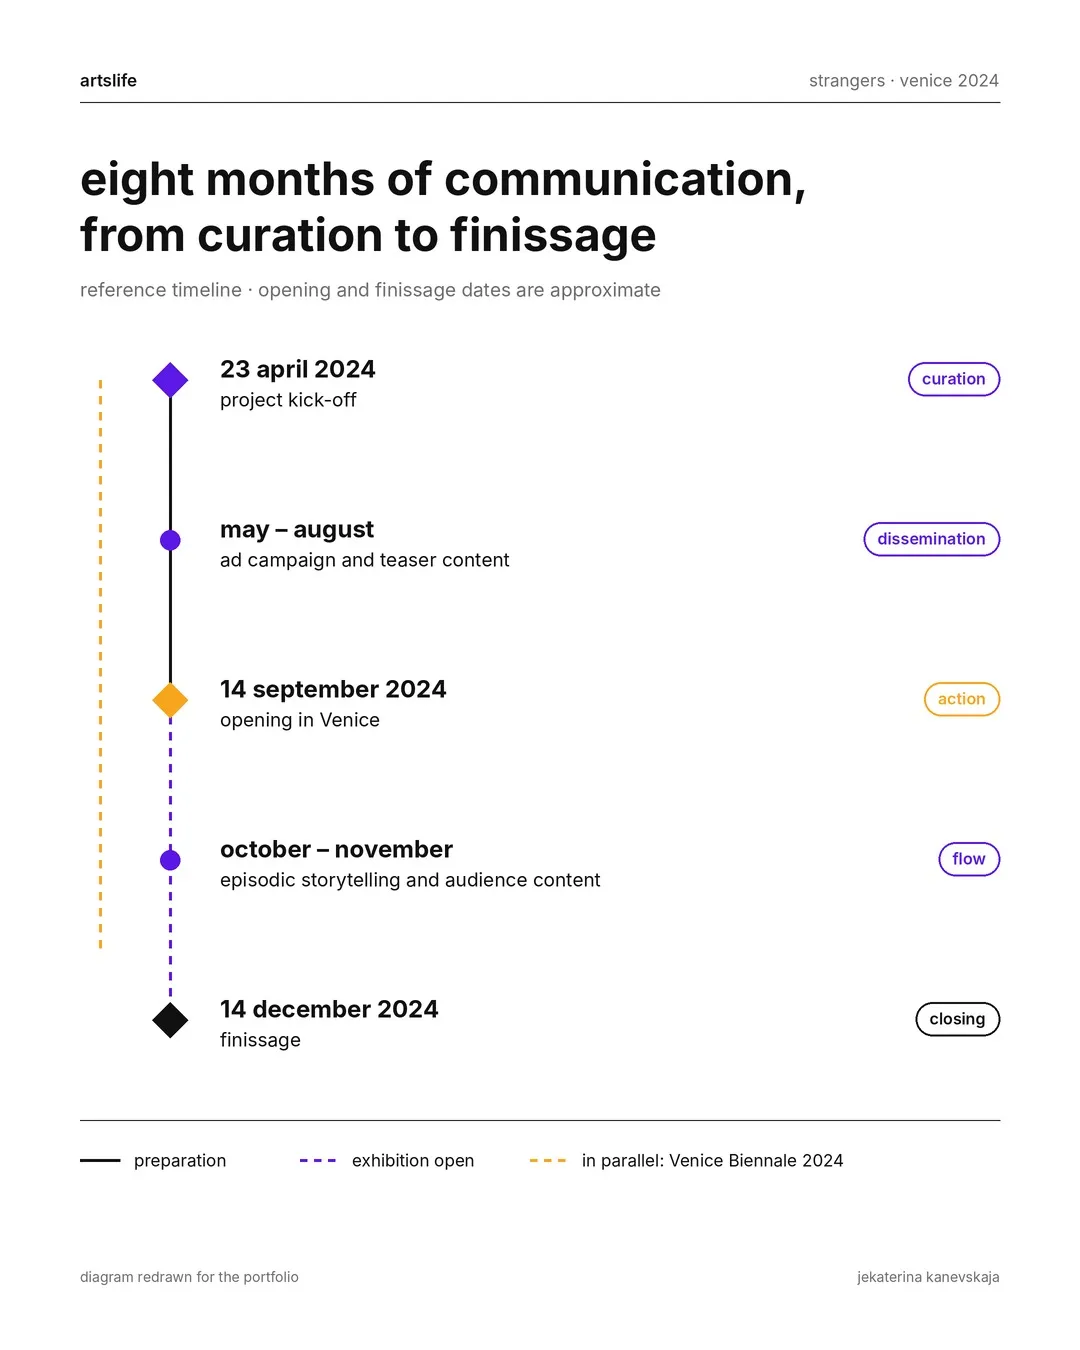 artslife
strangers · venice 2024
eight months of communication,
from curation to finissage
reference timeline · opening and finissage dates are approximate
23 april 2024
curation
project kick-off
may – august
dissemination
ad campaign and teaser content
14 september 2024
action
opening in Venice
october – november
flow
episodic storytelling and audience content
14 december 2024
closing
finissage
preparation
exhibition open
in parallel: Venice Biennale 2024
diagram redrawn for the portfolio
jekaterina kanevskaja